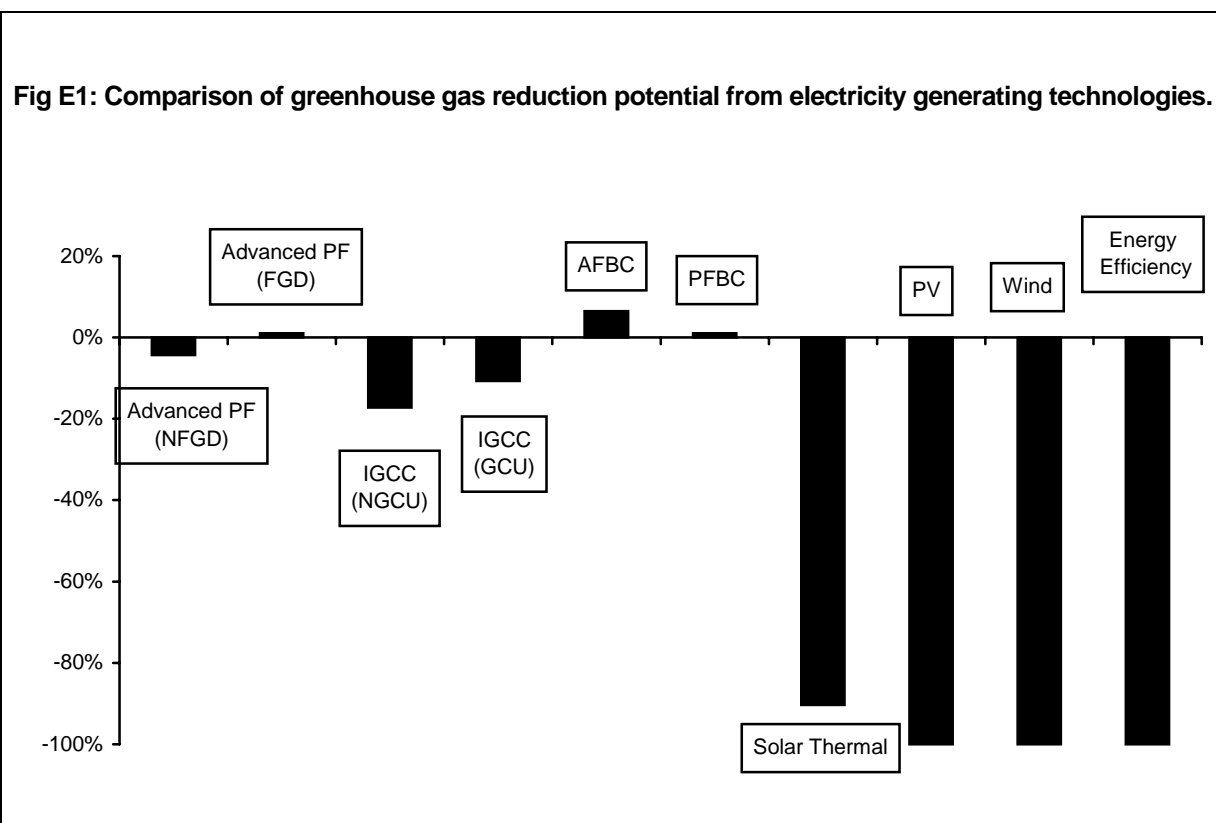 Fig E1: Comparison of greenhouse gas reduction potential from electricity generating technologies.
20%
0%
-20%
-40%
-60%
-80%
-100%
Advanced PF
(NFGD)
Advanced PF
(FGD)
IGCC
(NGCU)
IGCC
(GCU)
AFBC
PFBC
Solar Thermal
PV
Wind
Energy
Efficiency